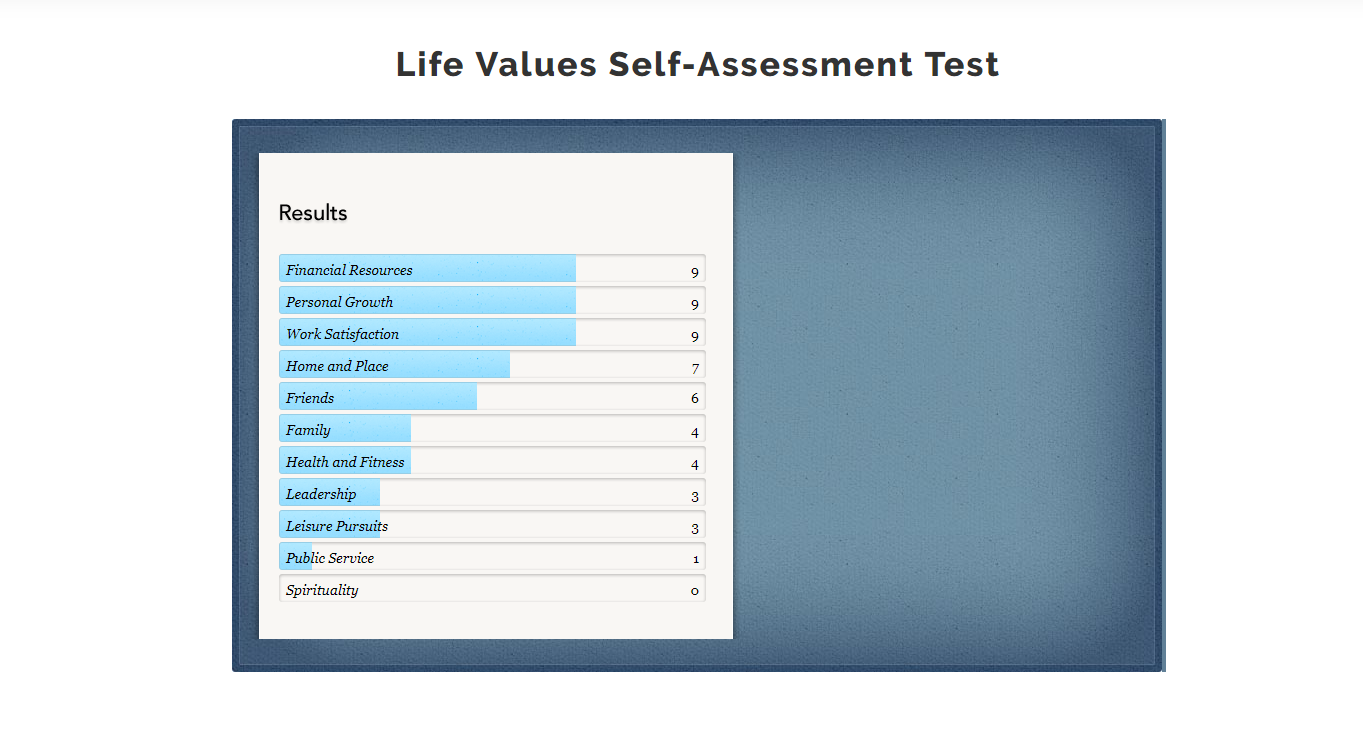 Life Values Self-Assessment Test
Results
Financial Resources 9
Personal Growth 9
Work Satisfaction 9
Home and Place 7
Friends 6
Family 4
Health and Fitness 4
Leadership 3
Leisure Pursuits 3
Public Service 1
Spirituality 0